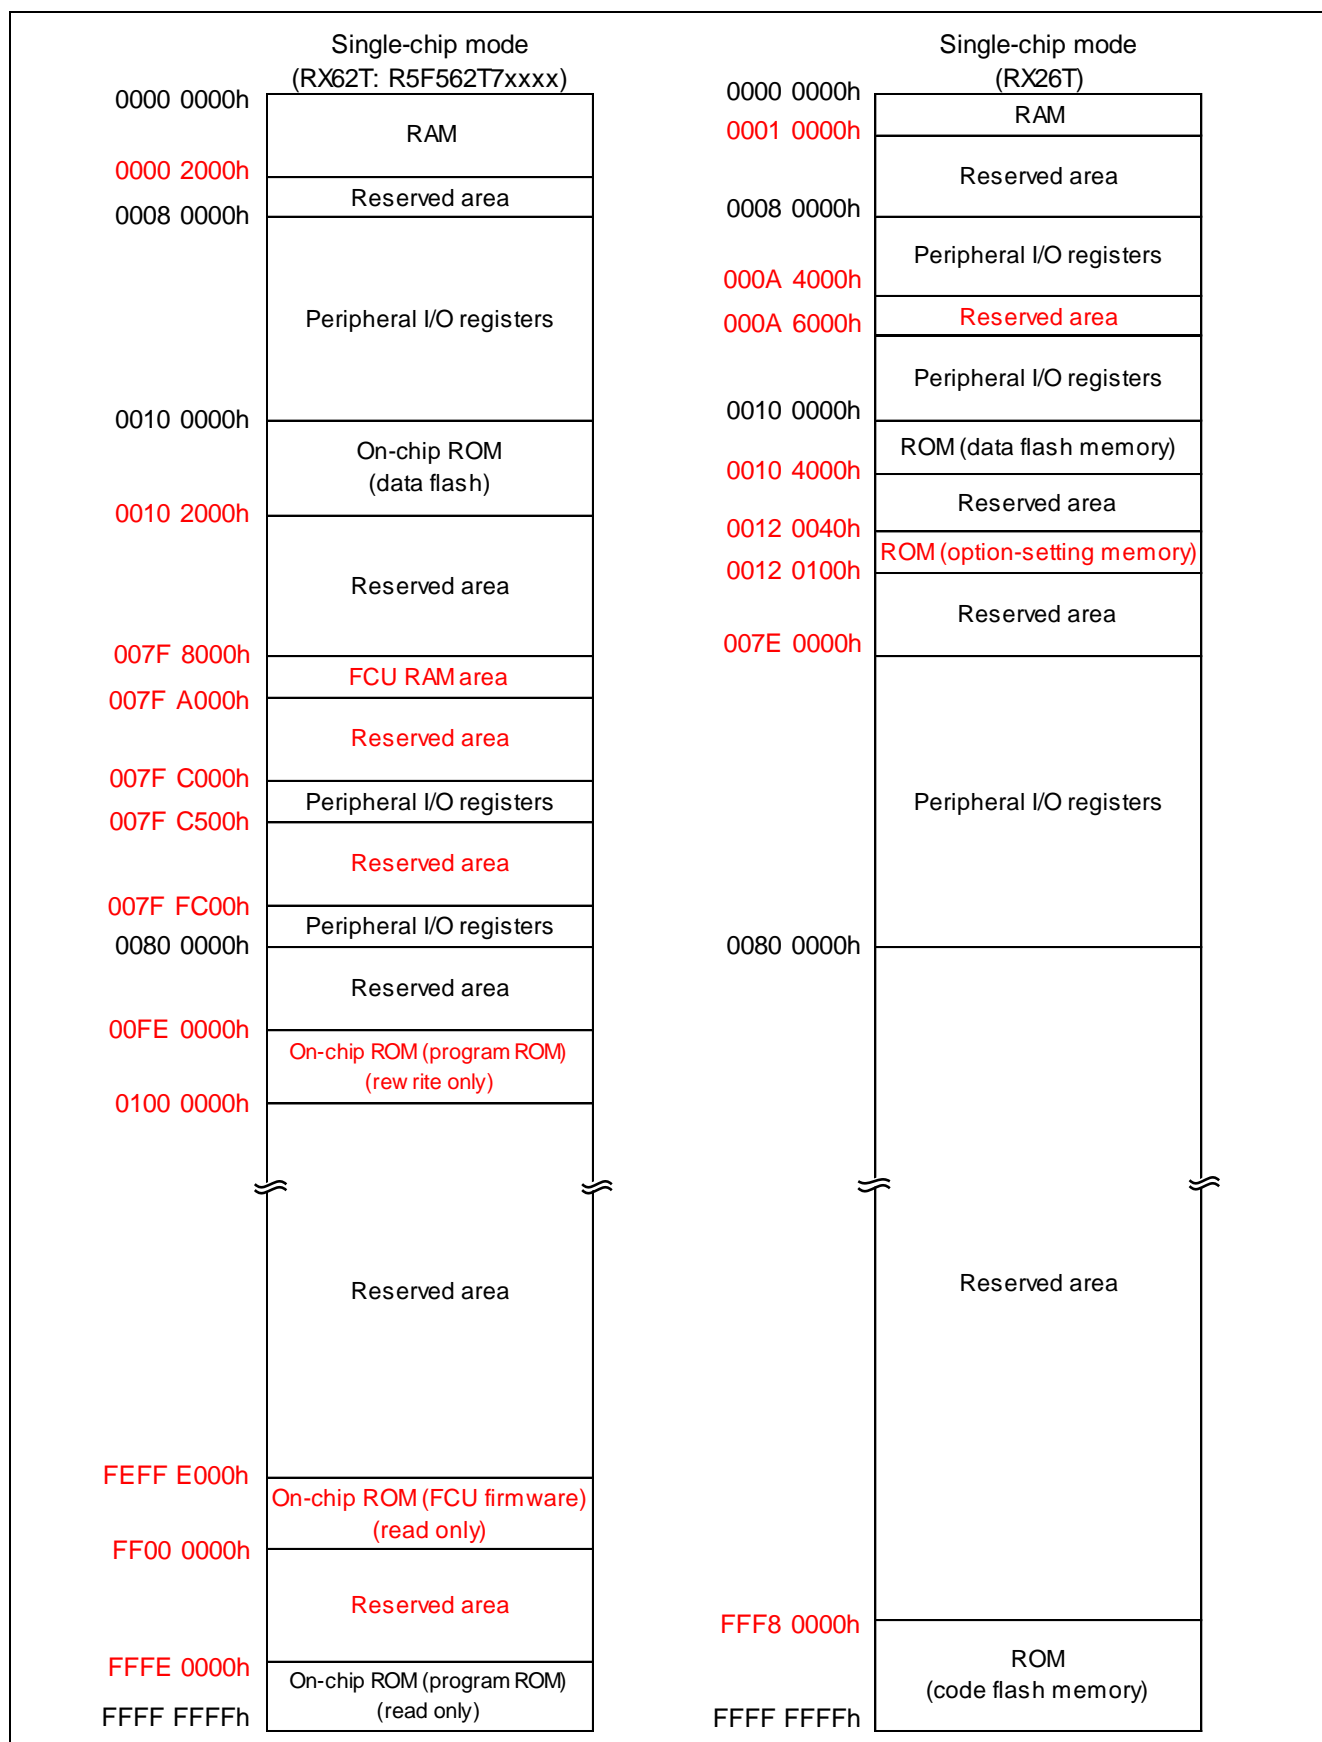 Single-chip mode
(RX62T: R5F562T7xxxx)
0000 0000h
RAM
0000 2000h
Reserved area
0008 0000h
Peripheral I/O registers
0010 0000h
On-chip ROM
(data flash)
0010 2000h
Reserved area
007F 8000h
FCU RAM area
007F A000h
Reserved area
007F C000h
Peripheral I/O registers
007F C500h
Reserved area
007F FC00h
Peripheral I/O registers
0080 0000h
Reserved area
00FE 0000h
On-chip ROM (program ROM)
(rew rite only)
0100 0000h
Reserved area
FEFF E000h
On-chip ROM (FCU firmware)
(read only)
FF00 0000h
Reserved area
FFFE 0000h
On-chip ROM (program ROM)
(read only)
FFFF FFFFh
Single-chip mode
(RX26T)
0000 0000h
RAM
0001 0000h
Reserved area
0008 0000h
Peripheral I/O registers
000A 4000h
Reserved area
000A 6000h
Peripheral I/O registers
0010 0000h
ROM (data flash memory)
0010 4000h
Reserved area
0012 0040h
ROM (option-setting memory)
0012 0100h
Reserved area
007E 0000h
Peripheral I/O registers
0080 0000h
Reserved area
FFF8 0000h
ROM
(code flash memory)
FFFF FFFFh